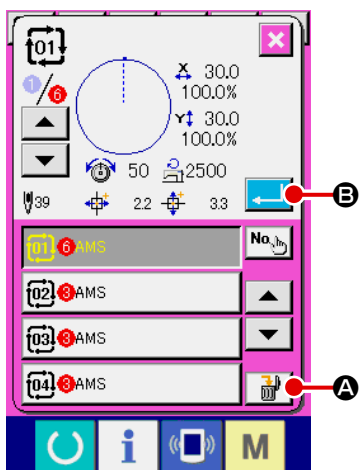 01
X 30.0
100.0%
1/6
Y 30.0
100.0%
50 2500
39 2.2 3.3
B
01 6 AMS
No.
02 3 AMS
03 3 AMS
04 3 AMS
A
i M